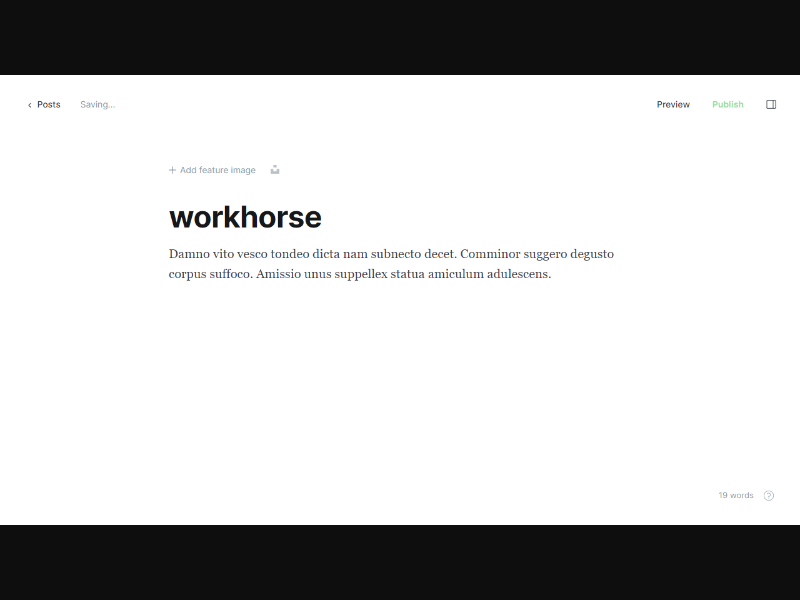 Posts
Saving...
Preview
Publish
Add feature image
workhorse
Damno vito vesco tondeo dicta nam subnecto decet. Comminor suggero degusto
corpus suffoco. Amissio unus suppellex statua amiculum adulescens.
19 words